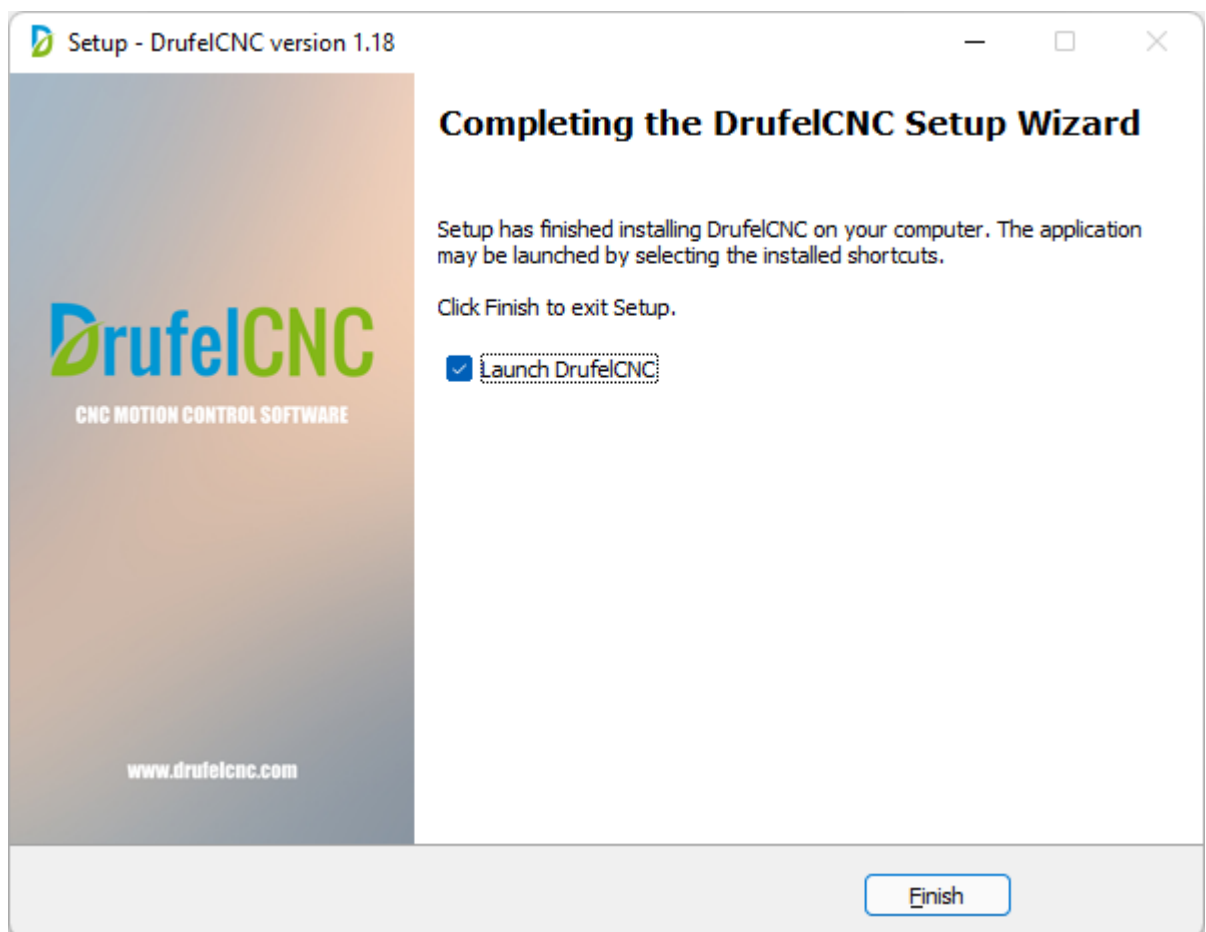 Setup - DrufelCNC version 1.18
DrufelCNC
CNC MOTION CONTROL SOFTWARE
www.drufelcnc.com
Completing the DrufelCNC Setup Wizard
Setup has finished installing DrufelCNC on your computer. The application
may be launched by selecting the installed shortcuts.
Click Finish to exit Setup.
Launch DrufelCNC
Finish